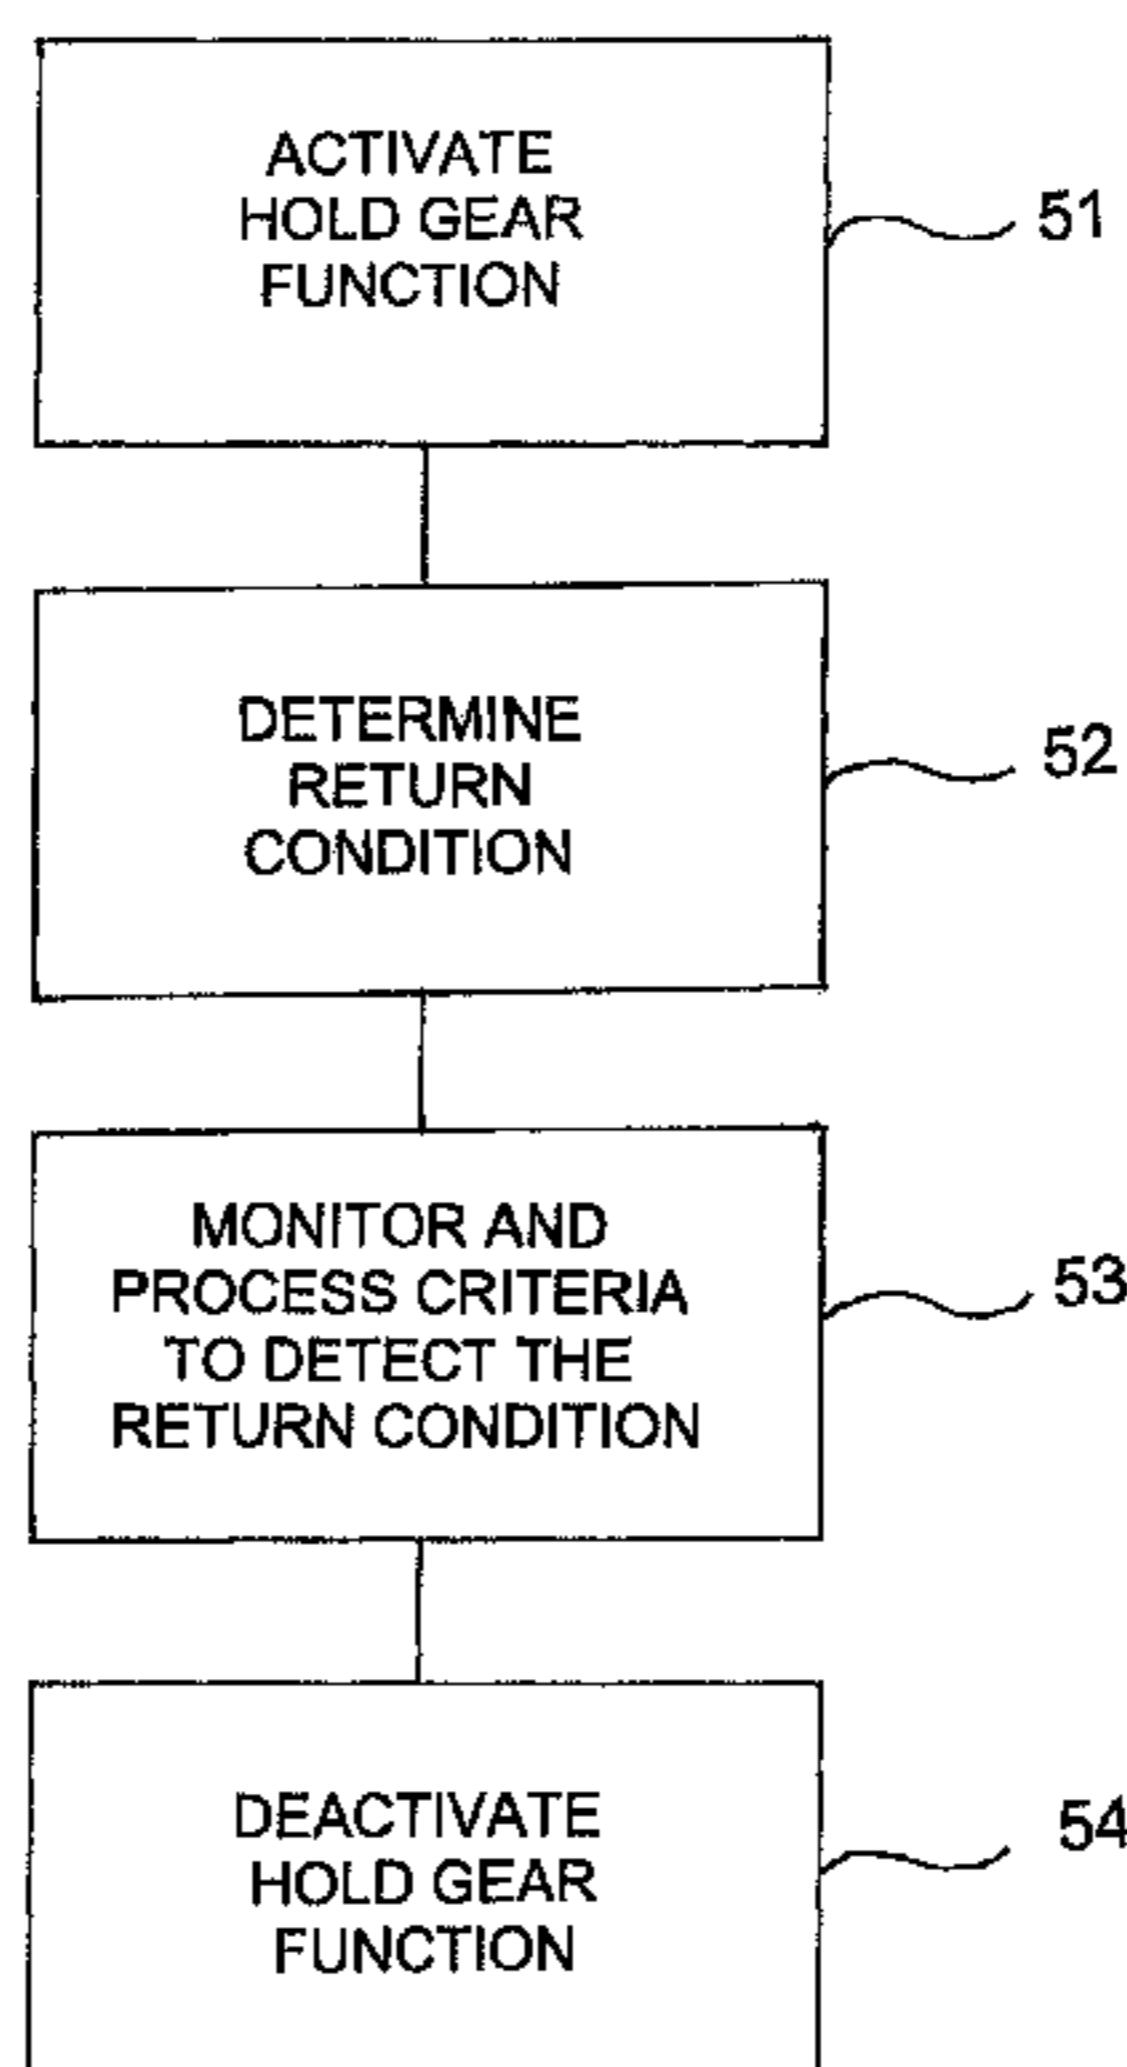 ACTIVATE
HOLD GEAR
FUNCTION
51
DETERMINE
RETURN
CONDITION
52
MONITOR AND
PROCESS CRITERIA
TO DETECT THE
RETURN CONDITION
53
DEACTIVATE
HOLD GEAR
FUNCTION
54